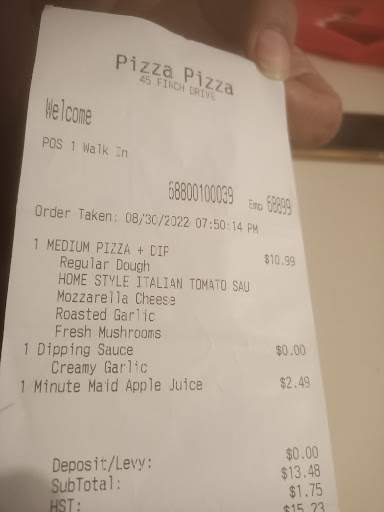 Pizza Pizza
45 FINCH DRIVE
Welcome
POS 1 Walk In
58800100039 Emp 68899
Order Taken: 08/30/2022 07:50:14 PM
1 MEDIUM PIZZA + DIP $10.99
Regular Dough
HOME STYLE ITALIAN TOMATO SAU
Mozzarella Cheese
Roasted Garlic
Fresh Mushrooms
1 Dipping Sauce $0.00
Creamy Garlic
1 Minute Maid Apple Juice $2.49
Deposit/Levy: $0.00
SubTotal: $13.48
HST: $1.75
$15.23